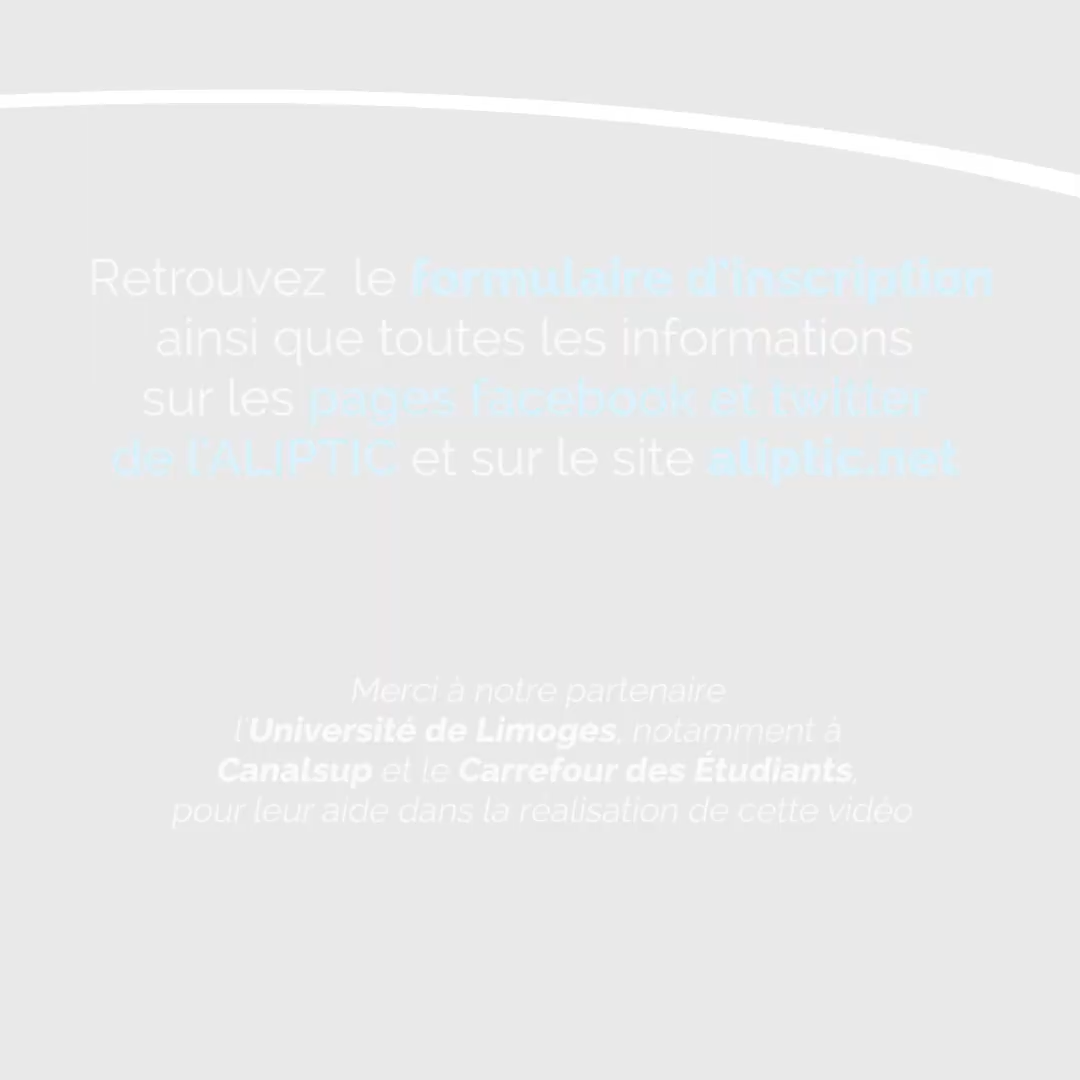 Retrouvez le formulaire d'inscription
ainsi que toutes les informations
sur les pages facebook et twitter
de l'ALIPTIC et sur le site aliptic.net
Merci à notre partenaire
l'Université de Limoges, notamment à
Canalsup et le Carrefour des Étudiants,
pour leur aide dans la réalisation de cette vidéo